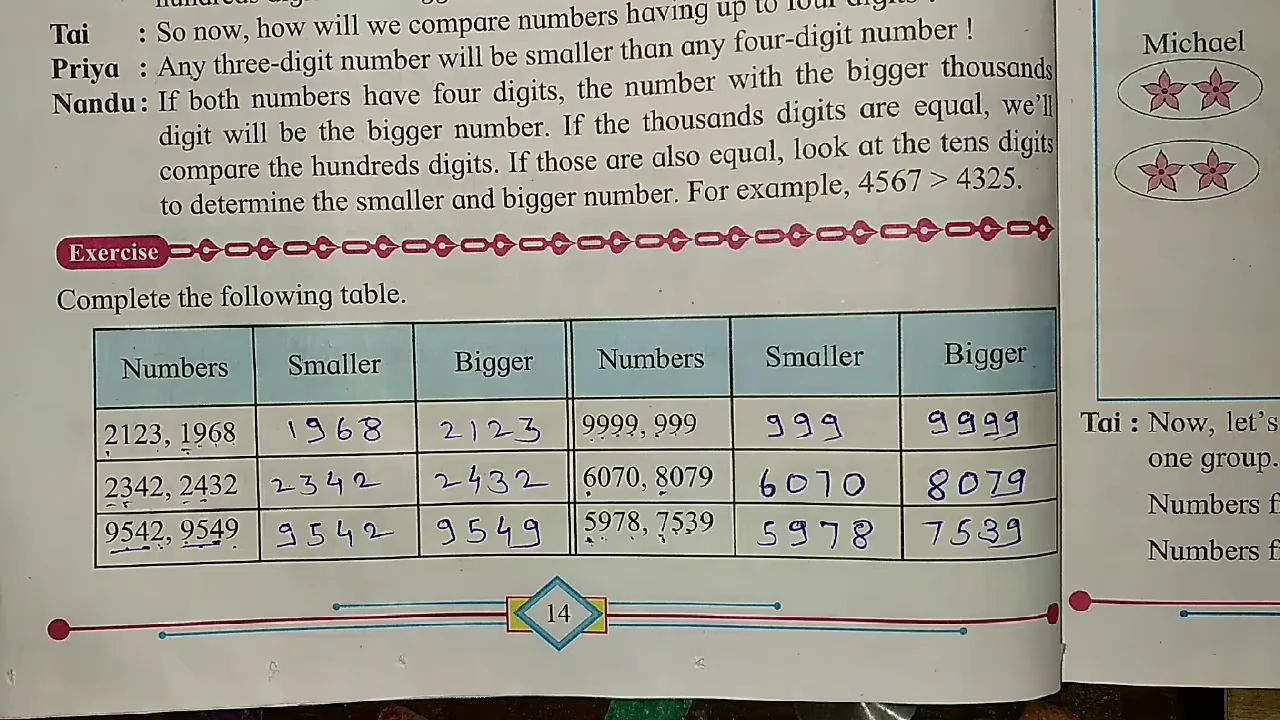 Tai : So now, how will we compare numbers having up to four digits ?
Priya : Any three-digit number will be smaller than any four-digit number !
Nandu : If both numbers have four digits, the number with the bigger thousands
digit will be the bigger number. If the thousands digits are equal, we'll
compare the hundreds digits. If those are also equal, look at the tens digits
to determine the smaller and bigger number. For example, 4567 > 4325.
Exercise
Complete the following table.
Numbers Smaller Bigger Numbers Smaller Bigger
2123, 1968 1968 2123 9999, 999 999 9999
2342, 2432 2342 2432 6070, 8079 6070 8079
9542, 9549 9542 9549 5978, 7539 5978 7539
14
Michael
Tai : Now, let's
one group.
Numbers
Numbers